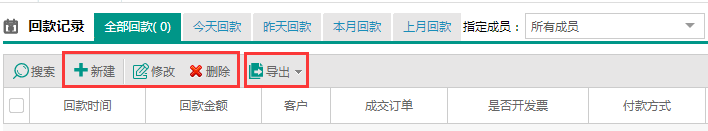 回款记录 全部回款( 0) 今天回款 昨天回款 本月回款 上月回款 指定成员： 所有成员
搜索 新建 修改 删除 导出
回款时间 回款金额 客户 成交订单 是否开发票 付款方式